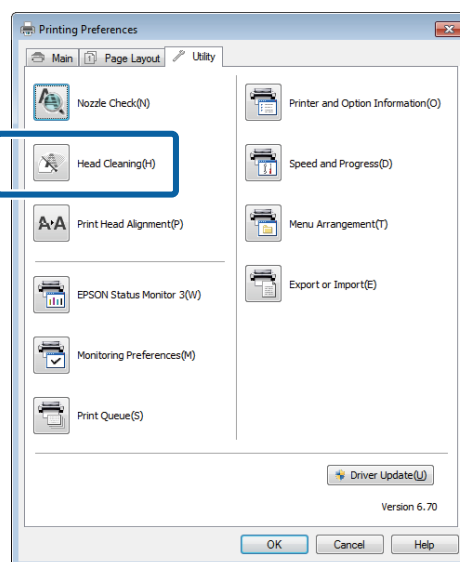 Printing Preferences
Main Page Layout Utility
Nozzle Check(N)
Head Cleaning(H)
Print Head Alignment(P)
EPSON Status Monitor 3(W)
Monitoring Preferences(M)
Print Queue(S)
Printer and Option Information(O)
Speed and Progress(D)
Menu Arrangement(T)
Export or Import(E)
Driver Update(U)
Version 6.70
OK Cancel Help